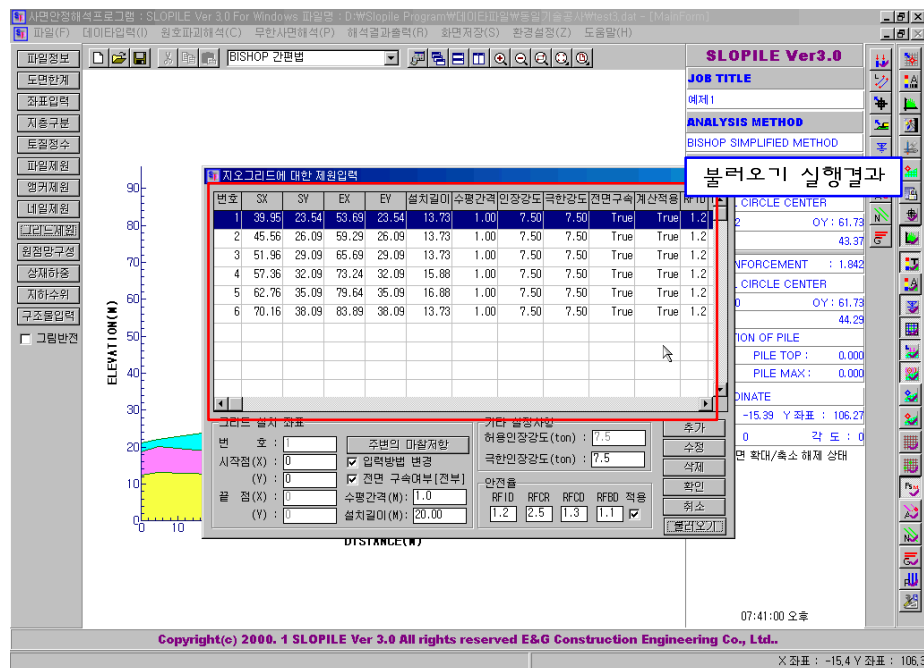 사면안정해석프로그램 : SLOPILE Ver 3.0 For Windows 파일명 : D:\Slopile Program\데이타파일\동일기술공사\test3.dat - [MainForm]
파일(F) 데이타입력(I) 원호파괴해석(C) 무한사면해석(P) 해석결과출력(R) 화면저장(S) 환경설정(Z) 도움말(H)
파일정보
도면한계
좌표입력
지층구분
토질정수
파일제원
앵커제원
네일제원
그리드제원
원점망구성
상재하중
지하수위
구조물입력
그림반전
BISHOP 간편법
ELEVATION(M)
90
80
70
60
50
40
30
20
10
0
0 10
DISTANCE(M)
지오그리드에 대한 제원입력
번호 SX SY EX EY 설치길이 수평간격 인장강도 극한강도 전면구속 계산적용 RFID
1 39.95 23.54 53.69 23.54 13.73 1.00 7.50 7.50 True True 1.2
2 45.56 26.09 59.29 26.09 13.73 1.00 7.50 7.50 True True 1.2
3 51.96 29.09 65.69 29.09 13.73 1.00 7.50 7.50 True True 1.2
4 57.36 32.09 73.24 32.09 15.88 1.00 7.50 7.50 True True 1.2
5 62.76 35.09 79.64 35.09 16.88 1.00 7.50 7.50 True True 1.2
6 70.16 38.09 83.89 38.09 13.73 1.00 7.50 7.50 True True 1.2
그리드 설치 좌표
번 호 : 1
주변의 마찰저항
시작점(X) : 0
입력방법 변경
(Y) : 0
전면 구속여부[전부]
끝 점(X) : 0
수평간격(M): 1.0
(Y) : 0
설치길이(M): 20.00
기타 설정사항
허용인장강도(ton) : 7.5
극한인장강도(ton) : 7.5
안전율
RFID RFCR RFCD RFBD 적용
1.2 2.5 1.3 1.1
추가
수정
삭제
확인
취소
불러오기
SLOPILE Ver3.0
JOB TITLE
예제1
ANALYSIS METHOD
BISHOP SIMPLIFIED METHOD
불러오기 실행결과
CIRCLE CENTER
2 OY : 61.73
43.37
NFORCEMENT : 1.842
CIRCLE CENTER
0 OY : 61.73
44.29
ION OF PILE
PILE TOP : 0.000
PILE MAX : 0.000
DINATE
-15.39 Y 좌표 : 106.27
0 각 도 : 0
면 확대/축소 해제 상태
07:41:00 오후
Copyright(c) 2000. 1 SLOPILE Ver 3.0 All rights reserved E&G Construction Engineering Co., Ltd..
X 좌표 : -15.4 Y 좌표 : 106.3